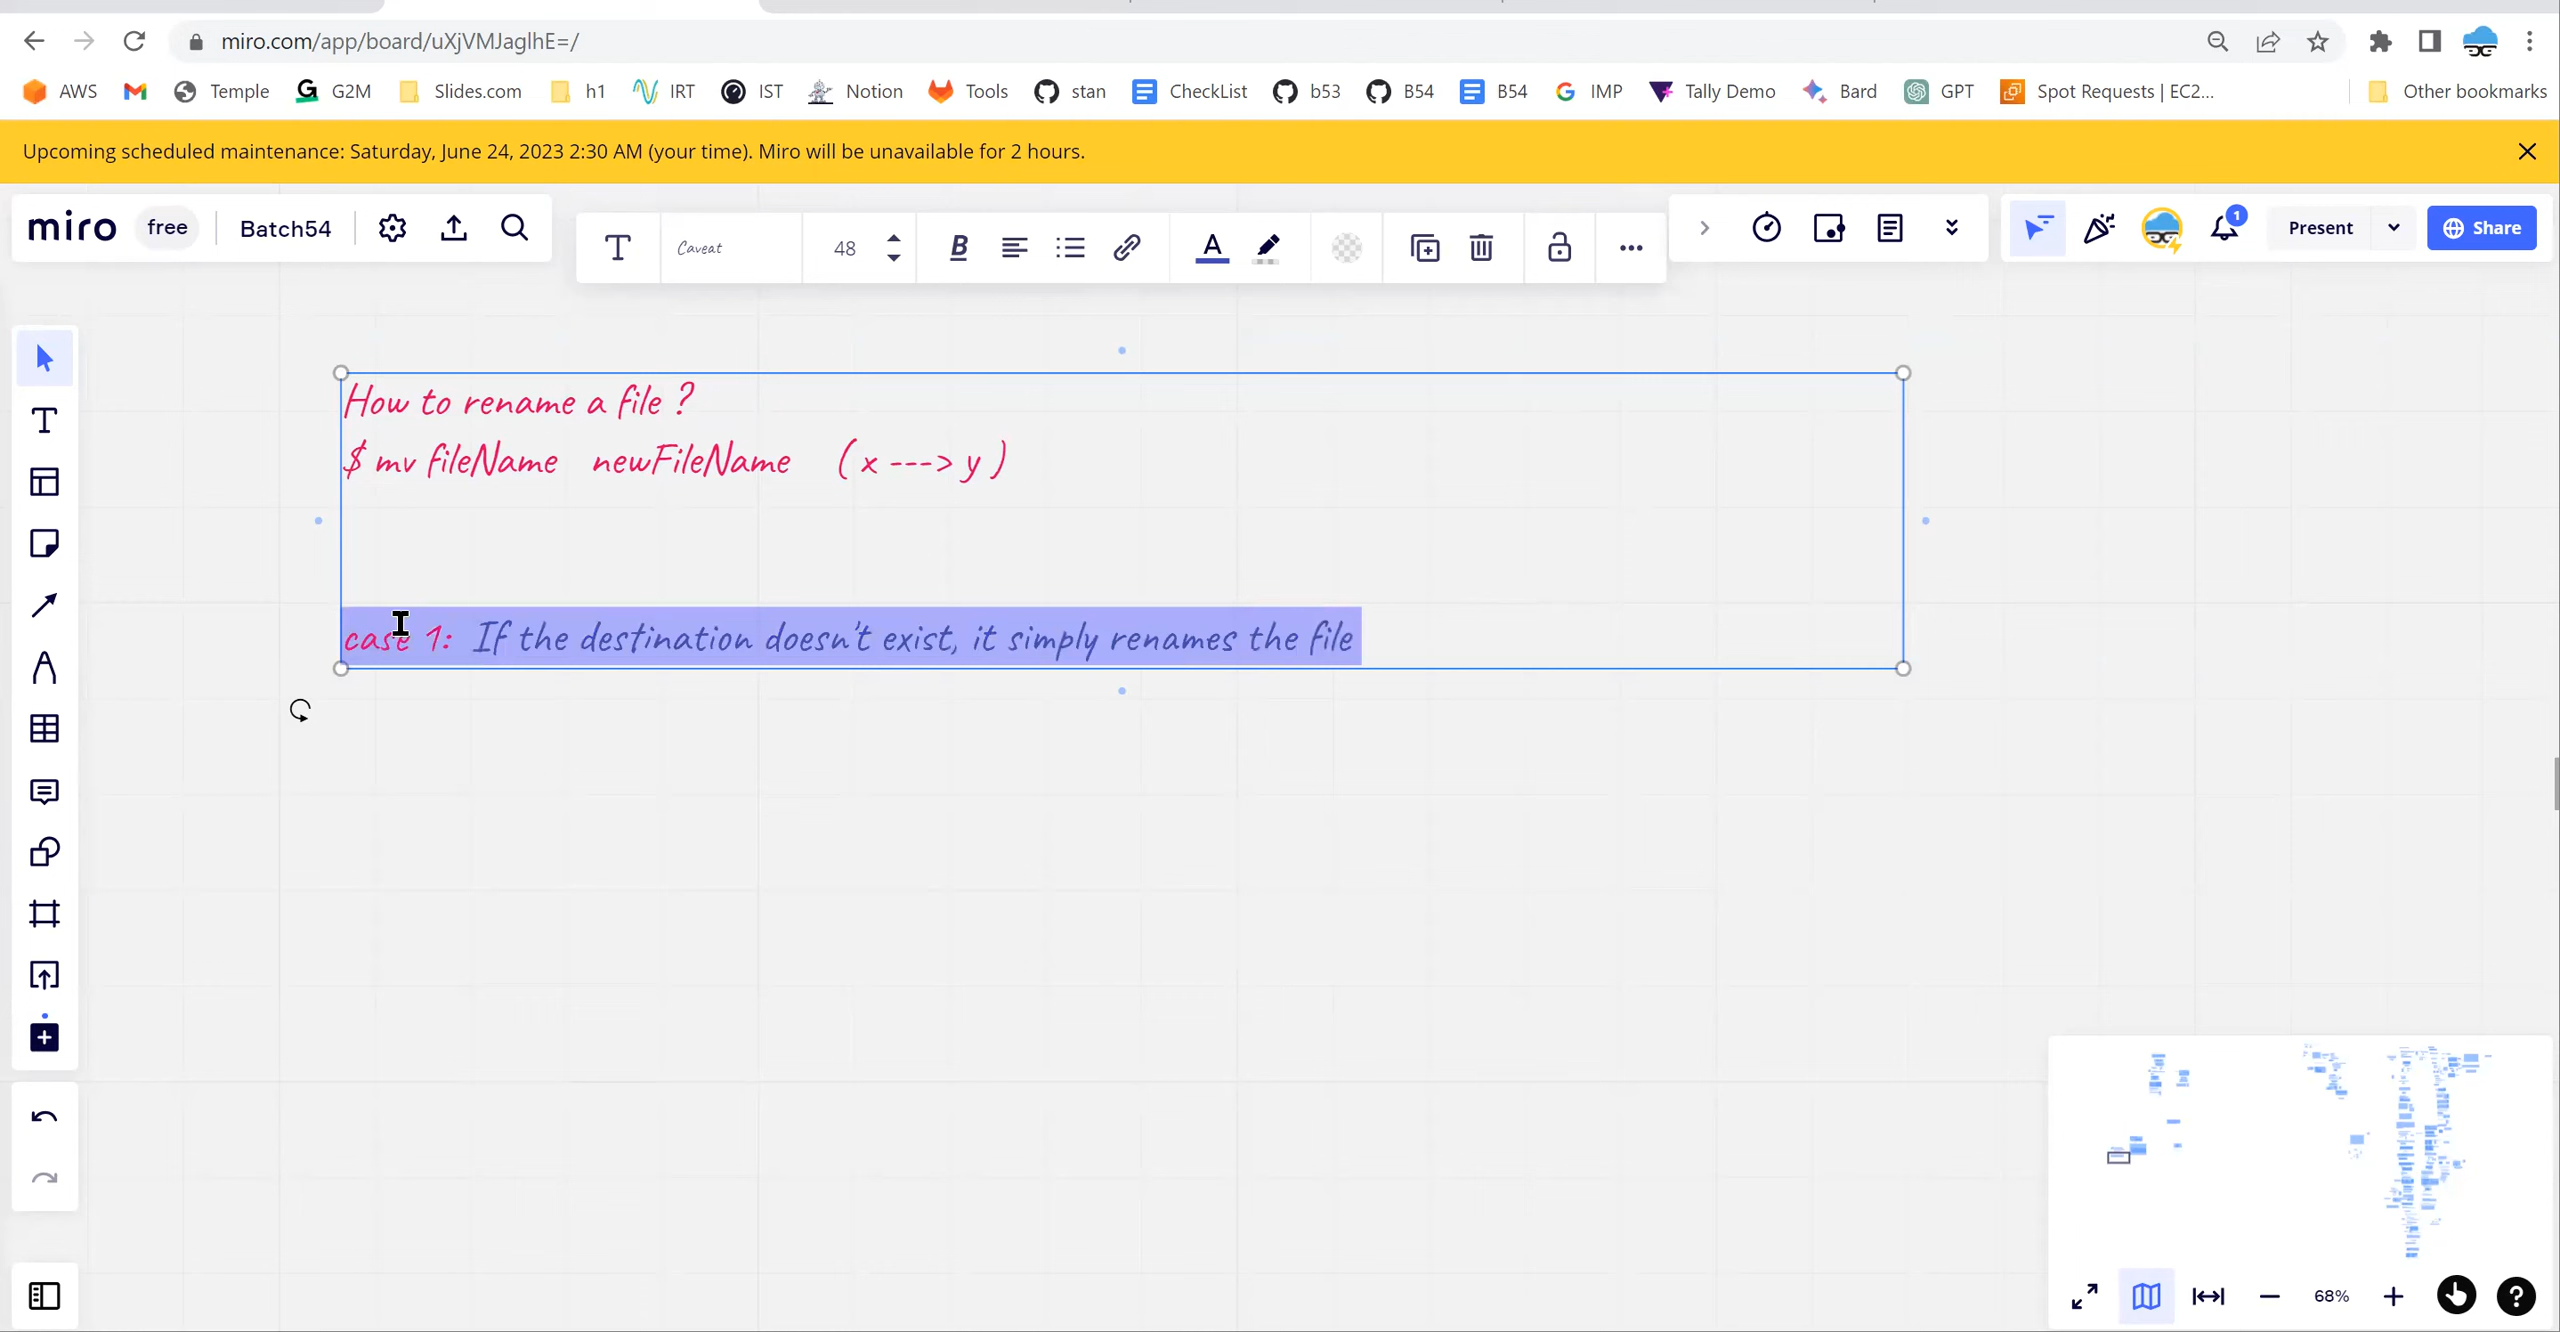 miro.com/app/board/uXjVMJaglhE=/
AWS Temple G2M Slides.com h1 IRT IST Notion Tools stan CheckList b53 B54 B54 IMP Tally Demo Bard GPT Spot Requests | EC2... Other bookmarks
Upcoming scheduled maintenance: Saturday, June 24, 2023 2:30 AM (your time). Miro will be unavailable for 2 hours.
miro free Batch54 Caveat 48 B A 1 Present Share
How to rename a file ?
$ mv fileName newFileName ( x ---> y )
case 1: If the destination doesn't exist, it simply renames the file
68%